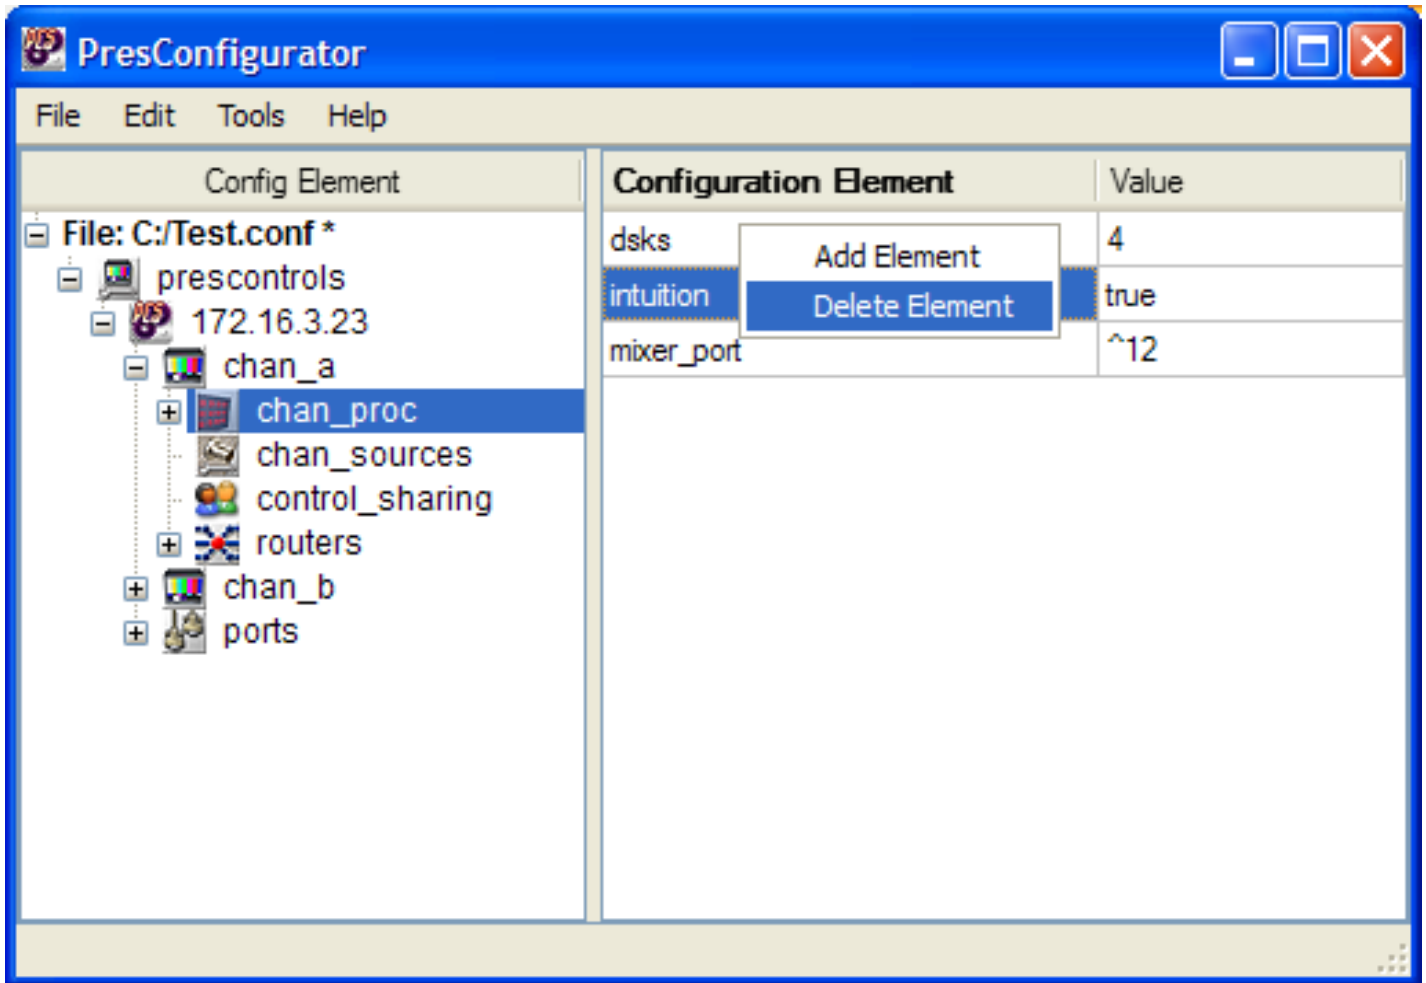 PresConfigurator
File Edit Tools Help
Config Element
File: C:/Test.conf *
prescontrols
172.16.3.23
chan_a
chan_proc
chan_sources
control_sharing
routers
chan_b
ports
Configuration Element Value
dsks 4
intuition true
mixer_port ^12
Add Element
Delete Element